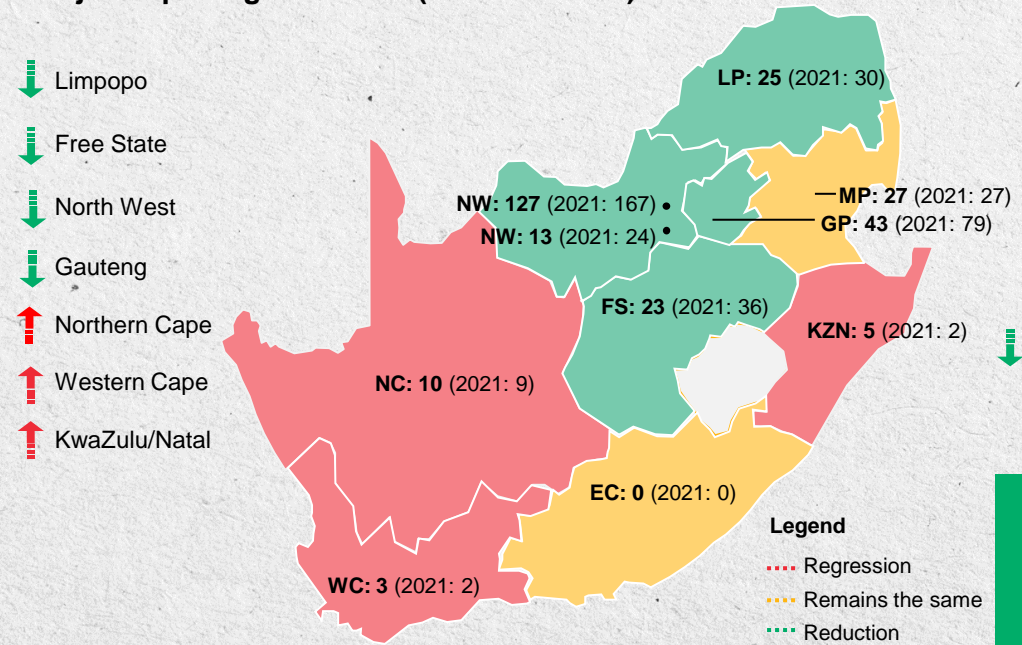 Limpopo
Free State
North West
Gauteng
Northern Cape
Western Cape
KwaZulu/Natal
LP: 25 (2021: 30)
MP: 27 (2021: 27)
NW: 127 (2021: 167)
GP: 43 (2021: 79)
NW: 13 (2021: 24)
FS: 23 (2021: 36)
KZN: 5 (2021: 2)
NC: 10 (2021: 9)
EC: 0 (2021: 0)
WC: 3 (2021: 2)
Legend
Regression
Remains the same
Reduction